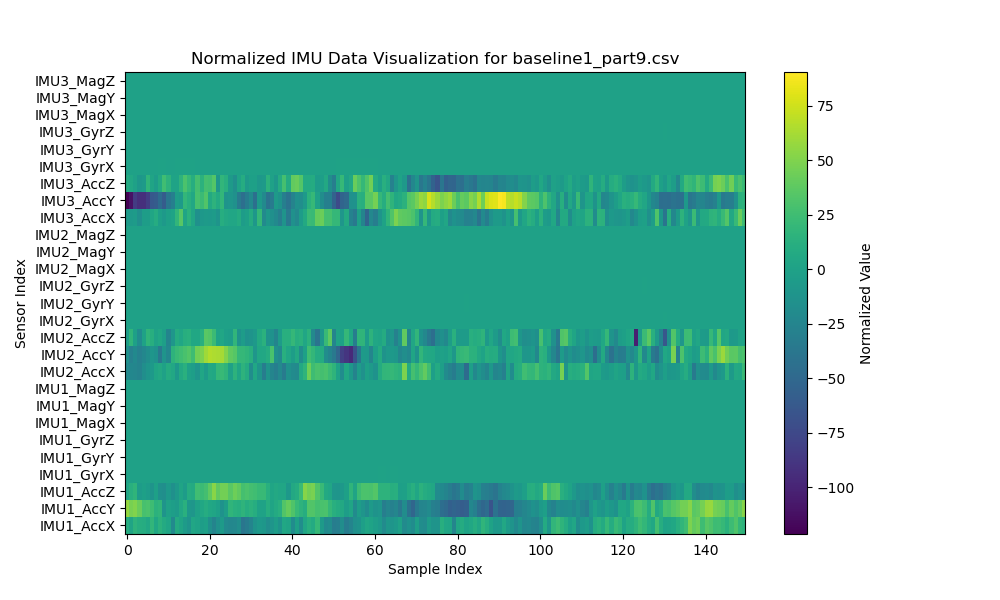 Normalized IMU Data Visualization for baseline1_part9.csv
IMU3_MagZ
IMU3_MagY
IMU3_MagX
IMU3_GyrZ
IMU3_GyrY
IMU3_GyrX
IMU3_AccZ
IMU3_AccY
IMU3_AccX
IMU2_MagZ
IMU2_MagY
IMU2_MagX
IMU2_GyrZ
IMU2_GyrY
IMU2_GyrX
IMU2_AccZ
IMU2_AccY
IMU2_AccX
IMU1_MagZ
IMU1_MagY
IMU1_MagX
IMU1_GyrZ
IMU1_GyrY
IMU1_GyrX
IMU1_AccZ
IMU1_AccY
IMU1_AccX
Sensor Index
0 20 40 60 80 100 120 140
Sample Index
75
50
25
0
−25
−50
−75
−100
Normalized Value